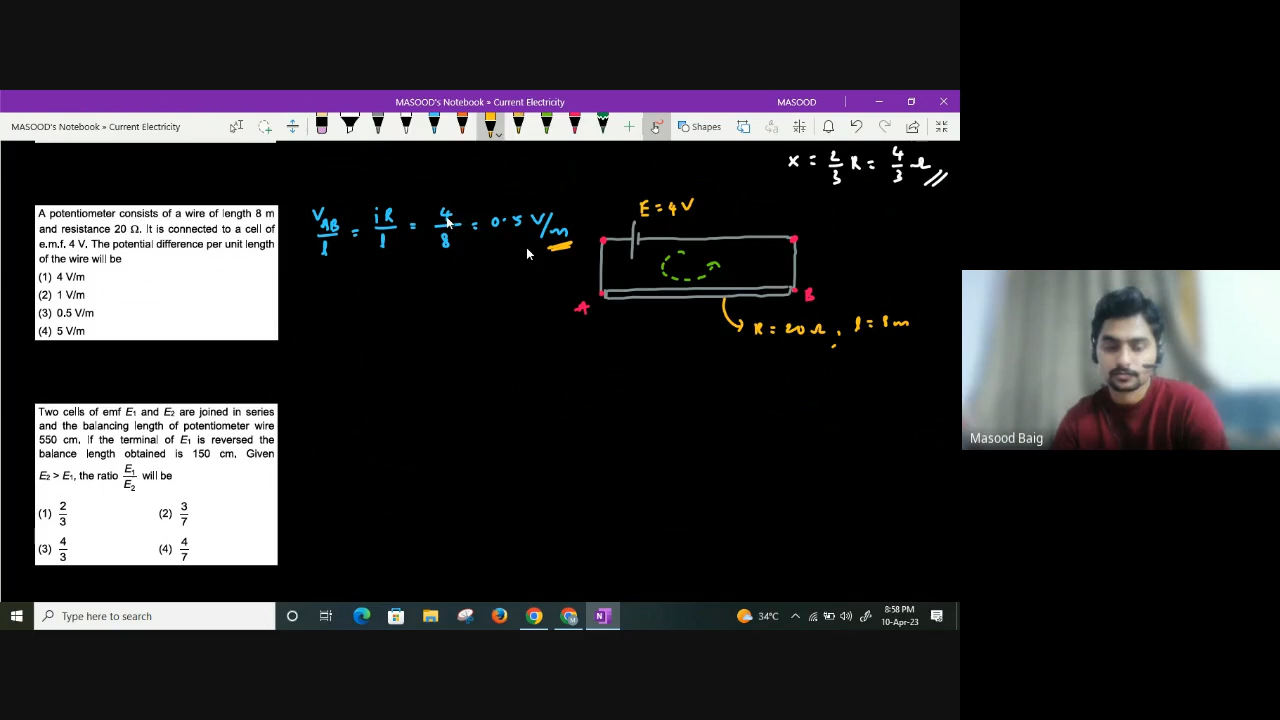 MASOOD's Notebook » Current Electricity
MASOOD
MASOOD's Notebook » Current Electricity
Shapes
x = 2/3 R = 4/3 Ω //
A potentiometer consists of a wire of length 8 m
and resistance 20 Ω. It is connected to a cell of
e.m.f. 4 V. The potential difference per unit length
of the wire will be
(1) 4 V/m
(2) 1 V/m
(3) 0.5 V/m
(4) 5 V/m
V_AB/l = iR/l = 4/8 = 0.5 V/m
E = 4V
A
B
R = 20 Ω, l = 8m
Two cells of emf E₁ and E₂ are joined in series
and the balancing length of potentiometer wire
550 cm. If the terminal of E₁ is reversed the
balance length obtained is 150 cm. Given
E₂ > E₁, the ratio E₁/E₂ will be
(1) 2/3 (2) 3/7
(3) 4/3 (4) 4/7
Masood Baig
Type here to search
34°C
8:58 PM
10-Apr-23